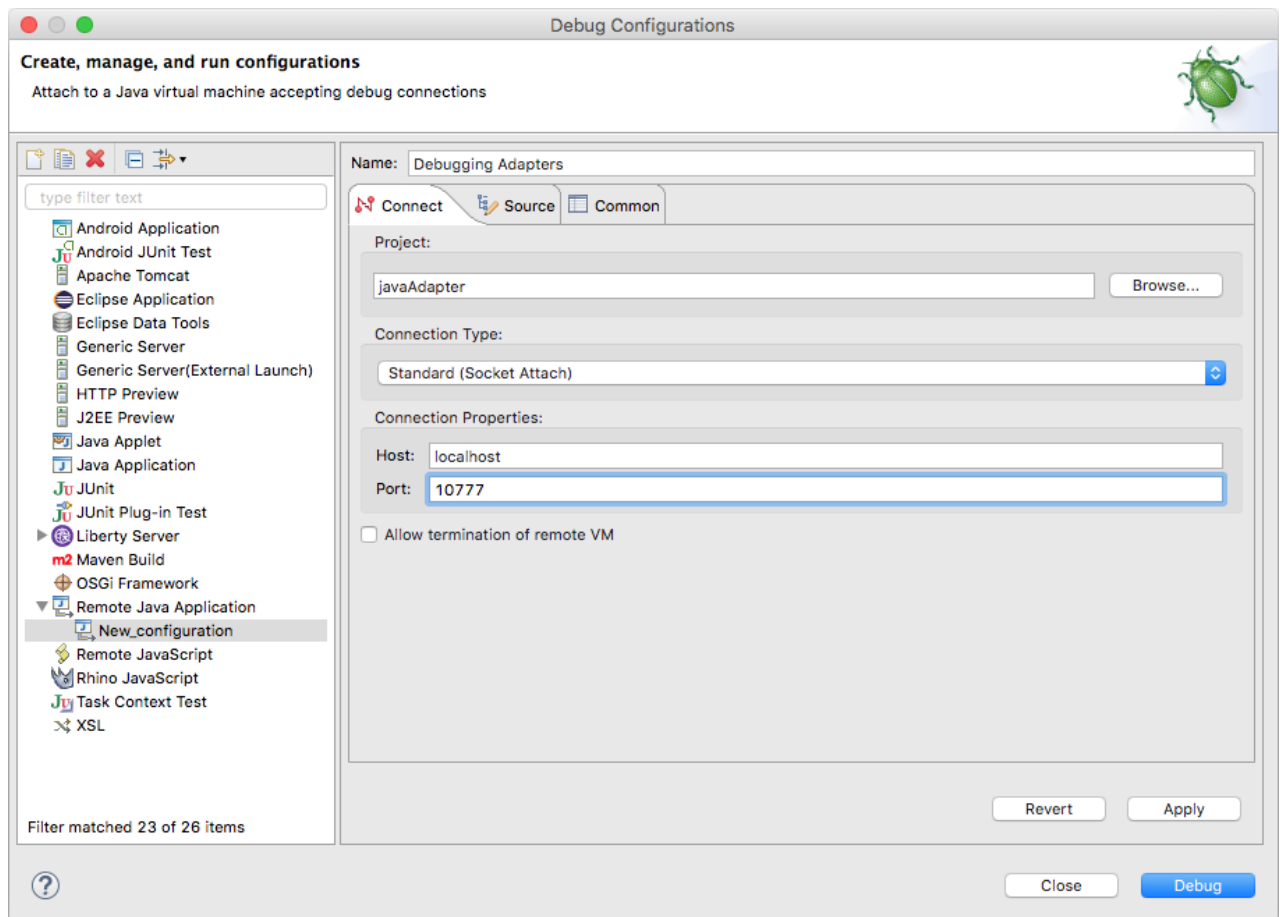 Debug Configurations
Create, manage, and run configurations
Attach to a Java virtual machine accepting debug connections
type filter text
Android Application
Android JUnit Test
Apache Tomcat
Eclipse Application
Eclipse Data Tools
Generic Server
Generic Server(External Launch)
HTTP Preview
J2EE Preview
Java Applet
Java Application
JUnit
JUnit Plug-in Test
Liberty Server
Maven Build
OSGi Framework
Remote Java Application
New_configuration
Remote JavaScript
Rhino JavaScript
Task Context Test
XSL
Filter matched 23 of 26 items
Name: Debugging Adapters
Connect Source Common
Project:
javaAdapter Browse...
Connection Type:
Standard (Socket Attach)
Connection Properties:
Host: localhost
Port: 10777
Allow termination of remote VM
Revert Apply
Close Debug